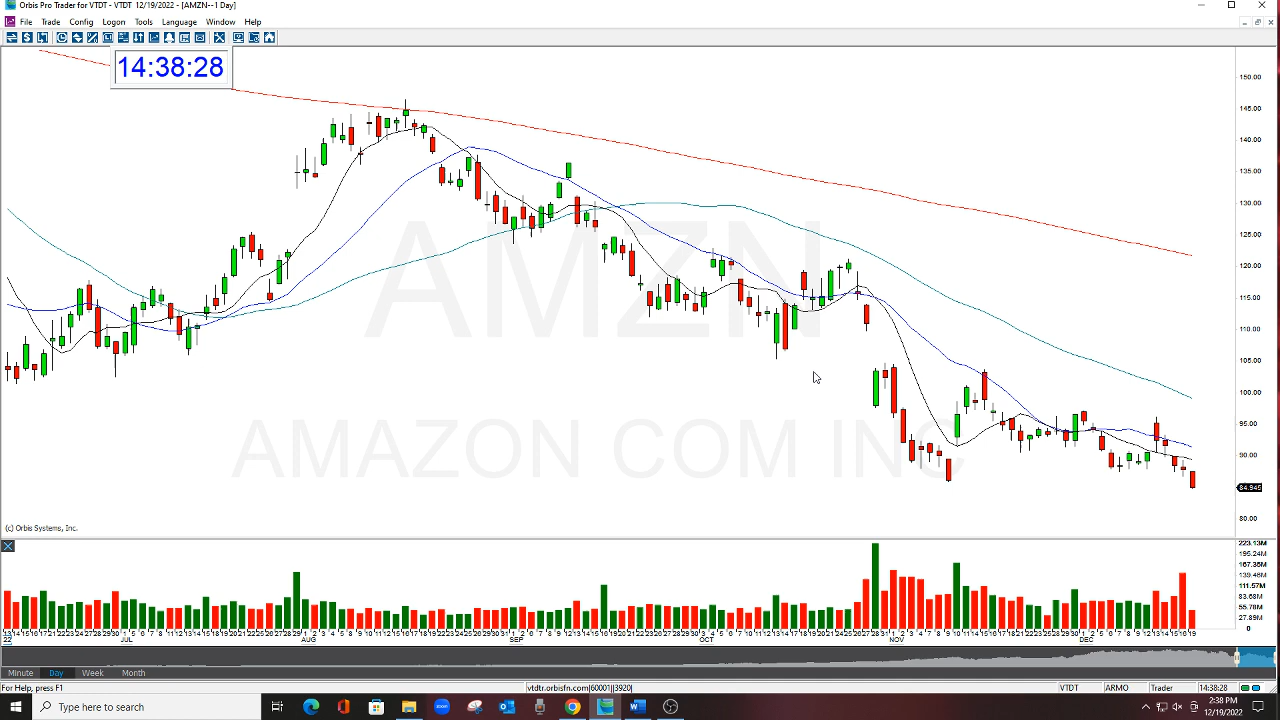 Orbis Pro Trader for VTDT - VTDT 12/19/2022 - [AMZN--1 Day]
File Trade Config Logon Tools Language Window Help
14:38:28
150.00
145.00
140.00
135.00
130.00
125.00
120.00
115.00
110.00
105.00
100.00
95.00
90.00
84.945
80.00
AMZN
AMAZON COM INC
(c) Orbis Systems, Inc.
223.13M
195.24M
167.35M
139.46M
111.57M
83.68M
55.78M
27.89M
0
22 JUL AUG SEP OCT NOV DEC
Minute Day Week Month
For Help, press F1 vtdtr.orbisfn.com|60001||3920| VTDT ARMO Trader 14:38:28
Type here to search
zoom
2:38 PM
12/19/2022